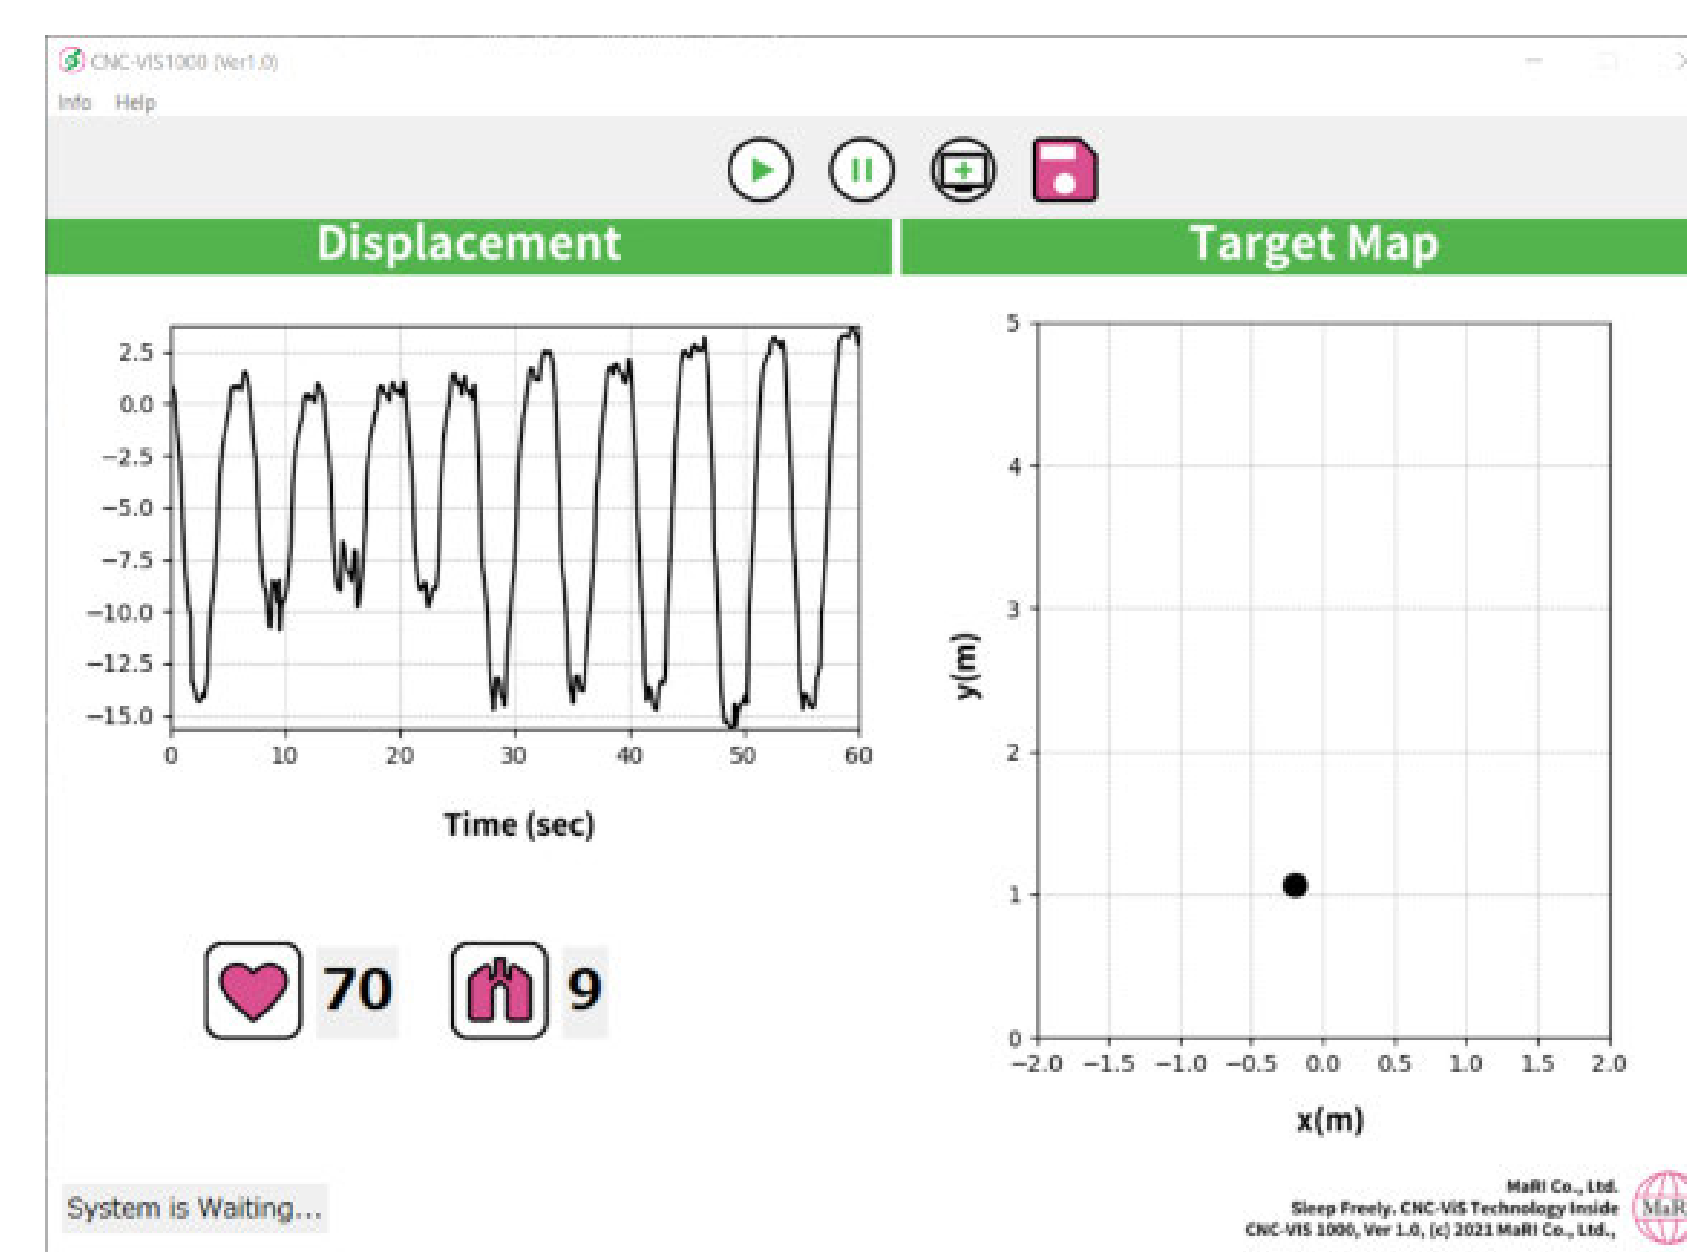 CNC-VIS1000 (Ver1.0)
Info Help
Displacement
Target Map
2.5
0.0
−2.5
−5.0
−7.5
−10.0
−12.5
−15.0
0 10 20 30 40 50 60
Time (sec)
70
9
5
4
3
2
1
0
y(m)
−2.0 −1.5 −1.0 −0.5 0.0 0.5 1.0 1.5 2.0
x(m)
System is Waiting...
MaRI Co., Ltd.
Sleep Freely. CNC-ViS Technology Inside
CNC-VIS 1000, Ver 1.0, (c) 2021 MaRI Co., Ltd.,
MaR